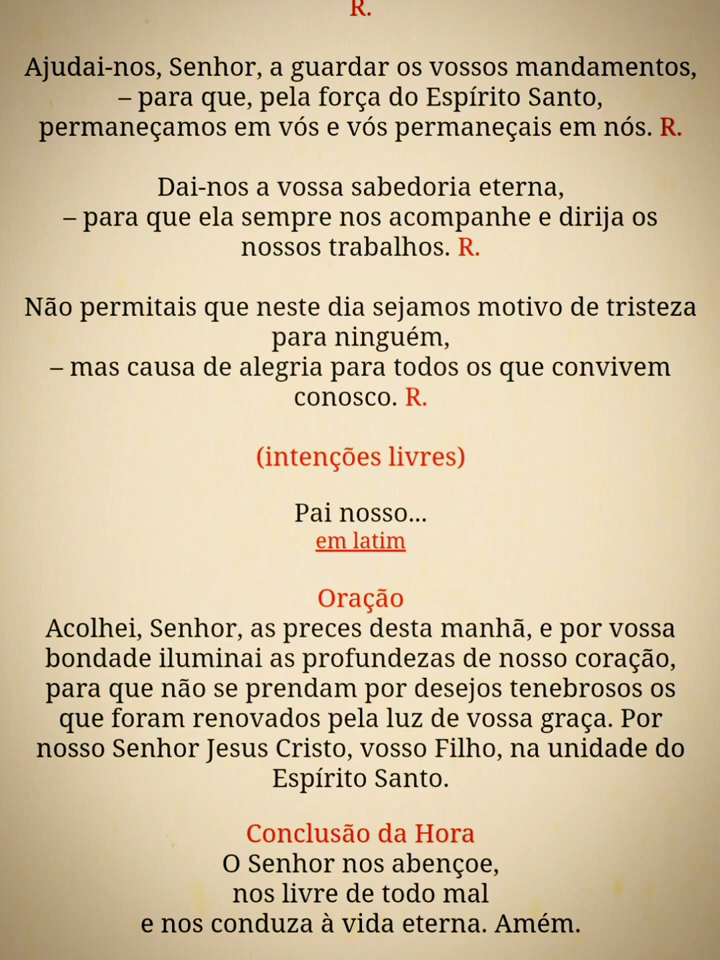 R.
Ajudai-nos, Senhor, a guardar os vossos mandamentos,
– para que, pela força do Espírito Santo,
permaneçamos em vós e vós permaneçais em nós. R.
Dai-nos a vossa sabedoria eterna,
– para que ela sempre nos acompanhe e dirija os
nossos trabalhos. R.
Não permitais que neste dia sejamos motivo de tristeza
para ninguém,
– mas causa de alegria para todos os que convivem
conosco. R.
(intenções livres)
Pai nosso...
em latim
Oração
Acolhei, Senhor, as preces desta manhã, e por vossa
bondade iluminai as profundezas de nosso coração,
para que não se prendam por desejos tenebrosos os
que foram renovados pela luz de vossa graça. Por
nosso Senhor Jesus Cristo, vosso Filho, na unidade do
Espírito Santo.
Conclusão da Hora
O Senhor nos abençoe,
nos livre de todo mal
e nos conduza à vida eterna. Amém.